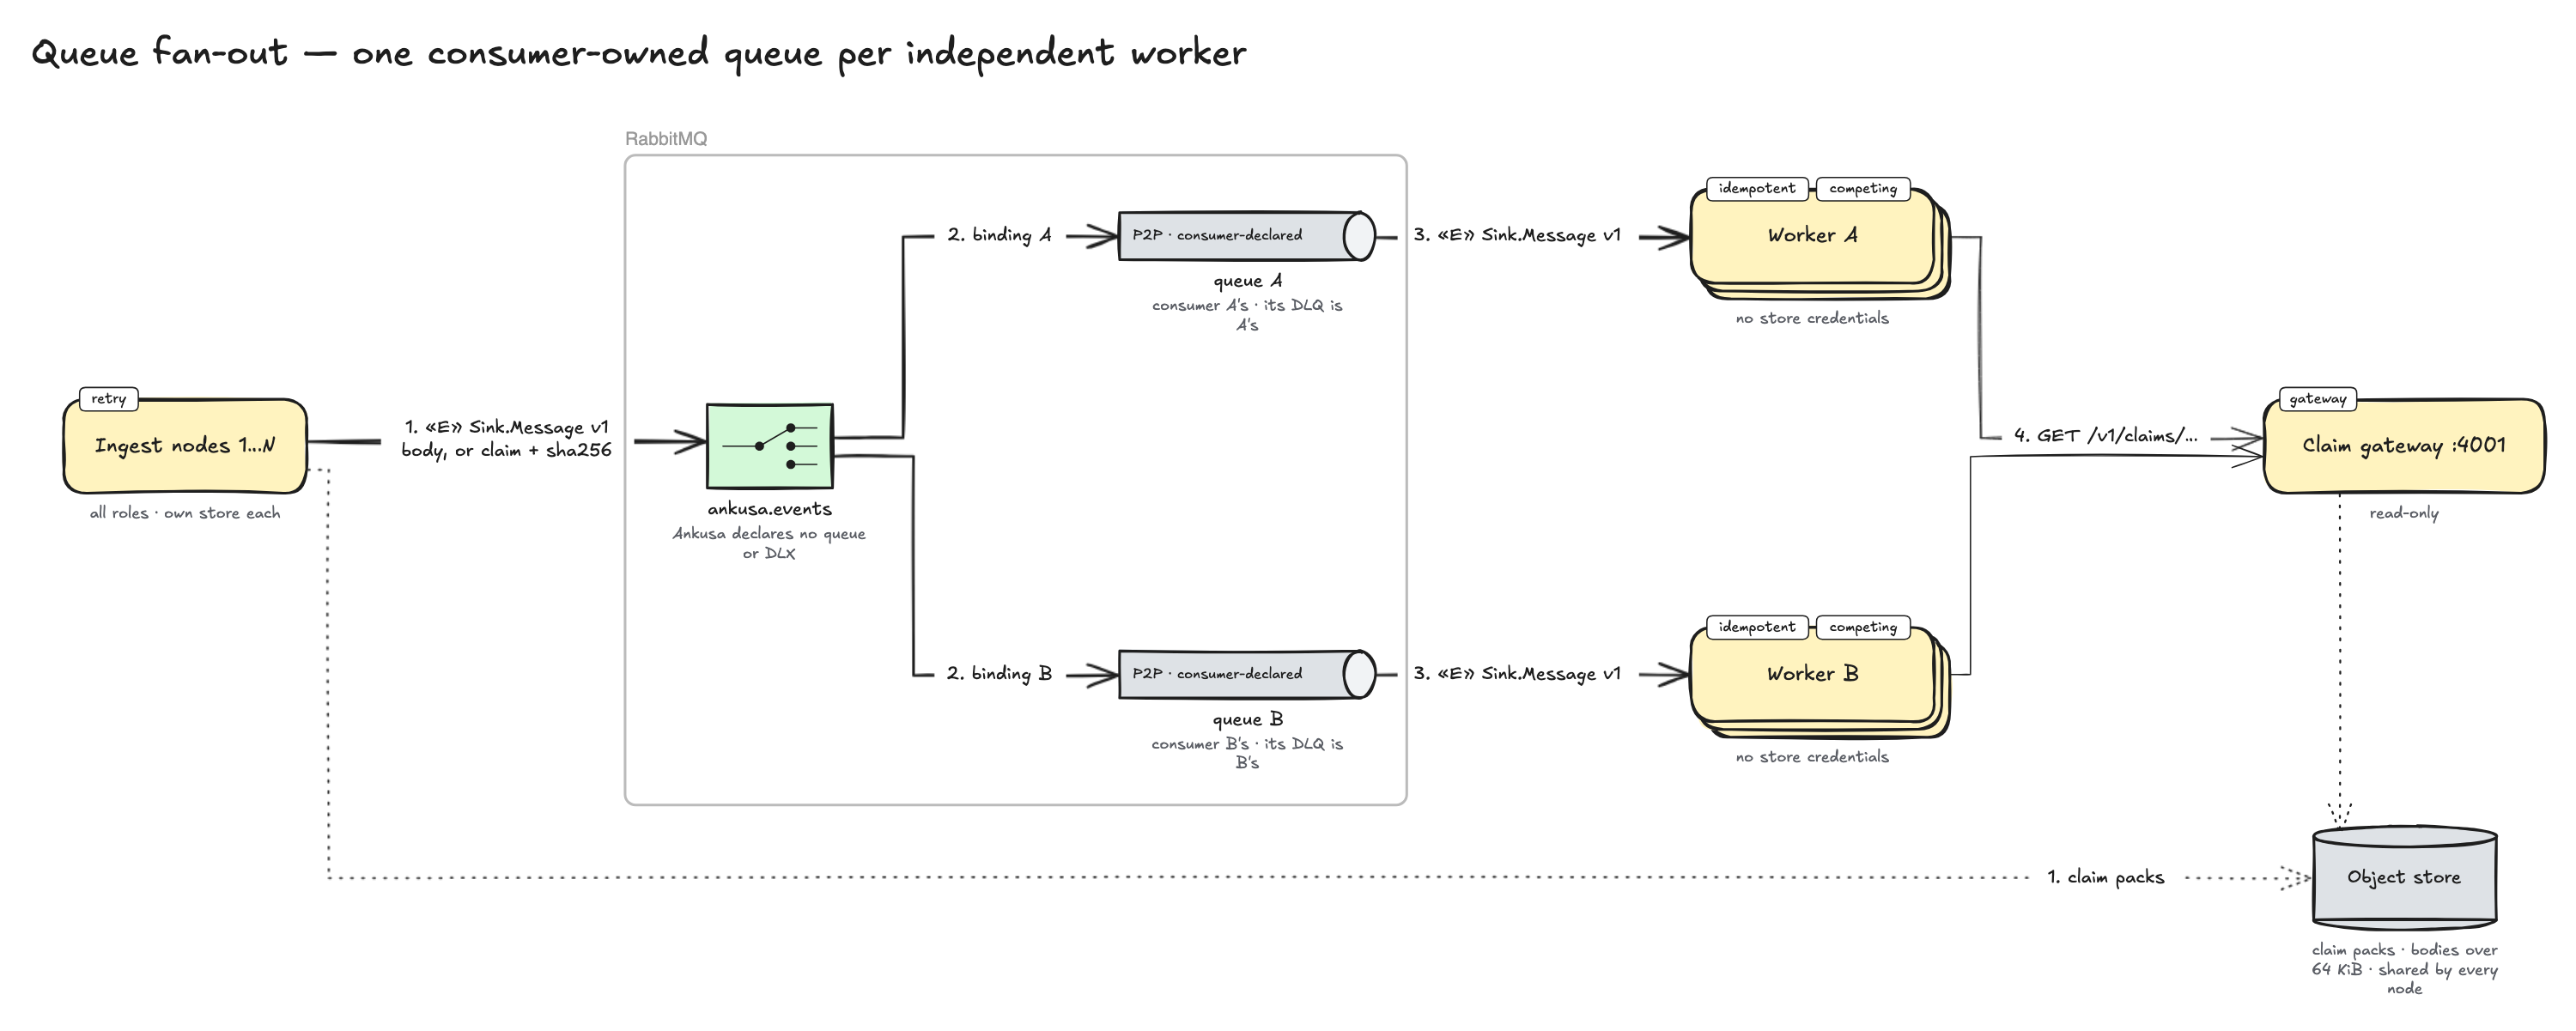 Queue fan-out — one consumer-owned queue per independent worker
RabbitMQ
retry
Ingest nodes 1...N
all roles · own store each
1. «E» Sink.Message v1
body, or claim + sha256
ankusa.events
Ankusa declares no queue
or DLX
2. binding A
P2P · consumer-declared
queue A
consumer A's · its DLQ is
A's
3. «E» Sink.Message v1
idempotent
competing
Worker A
no store credentials
2. binding B
P2P · consumer-declared
queue B
consumer B's · its DLQ is
B's
3. «E» Sink.Message v1
idempotent
competing
Worker B
no store credentials
4. GET /v1/claims/...
gateway
Claim gateway :4001
read-only
1. claim packs
Object store
claim packs · bodies over
64 KiB · shared by every
node